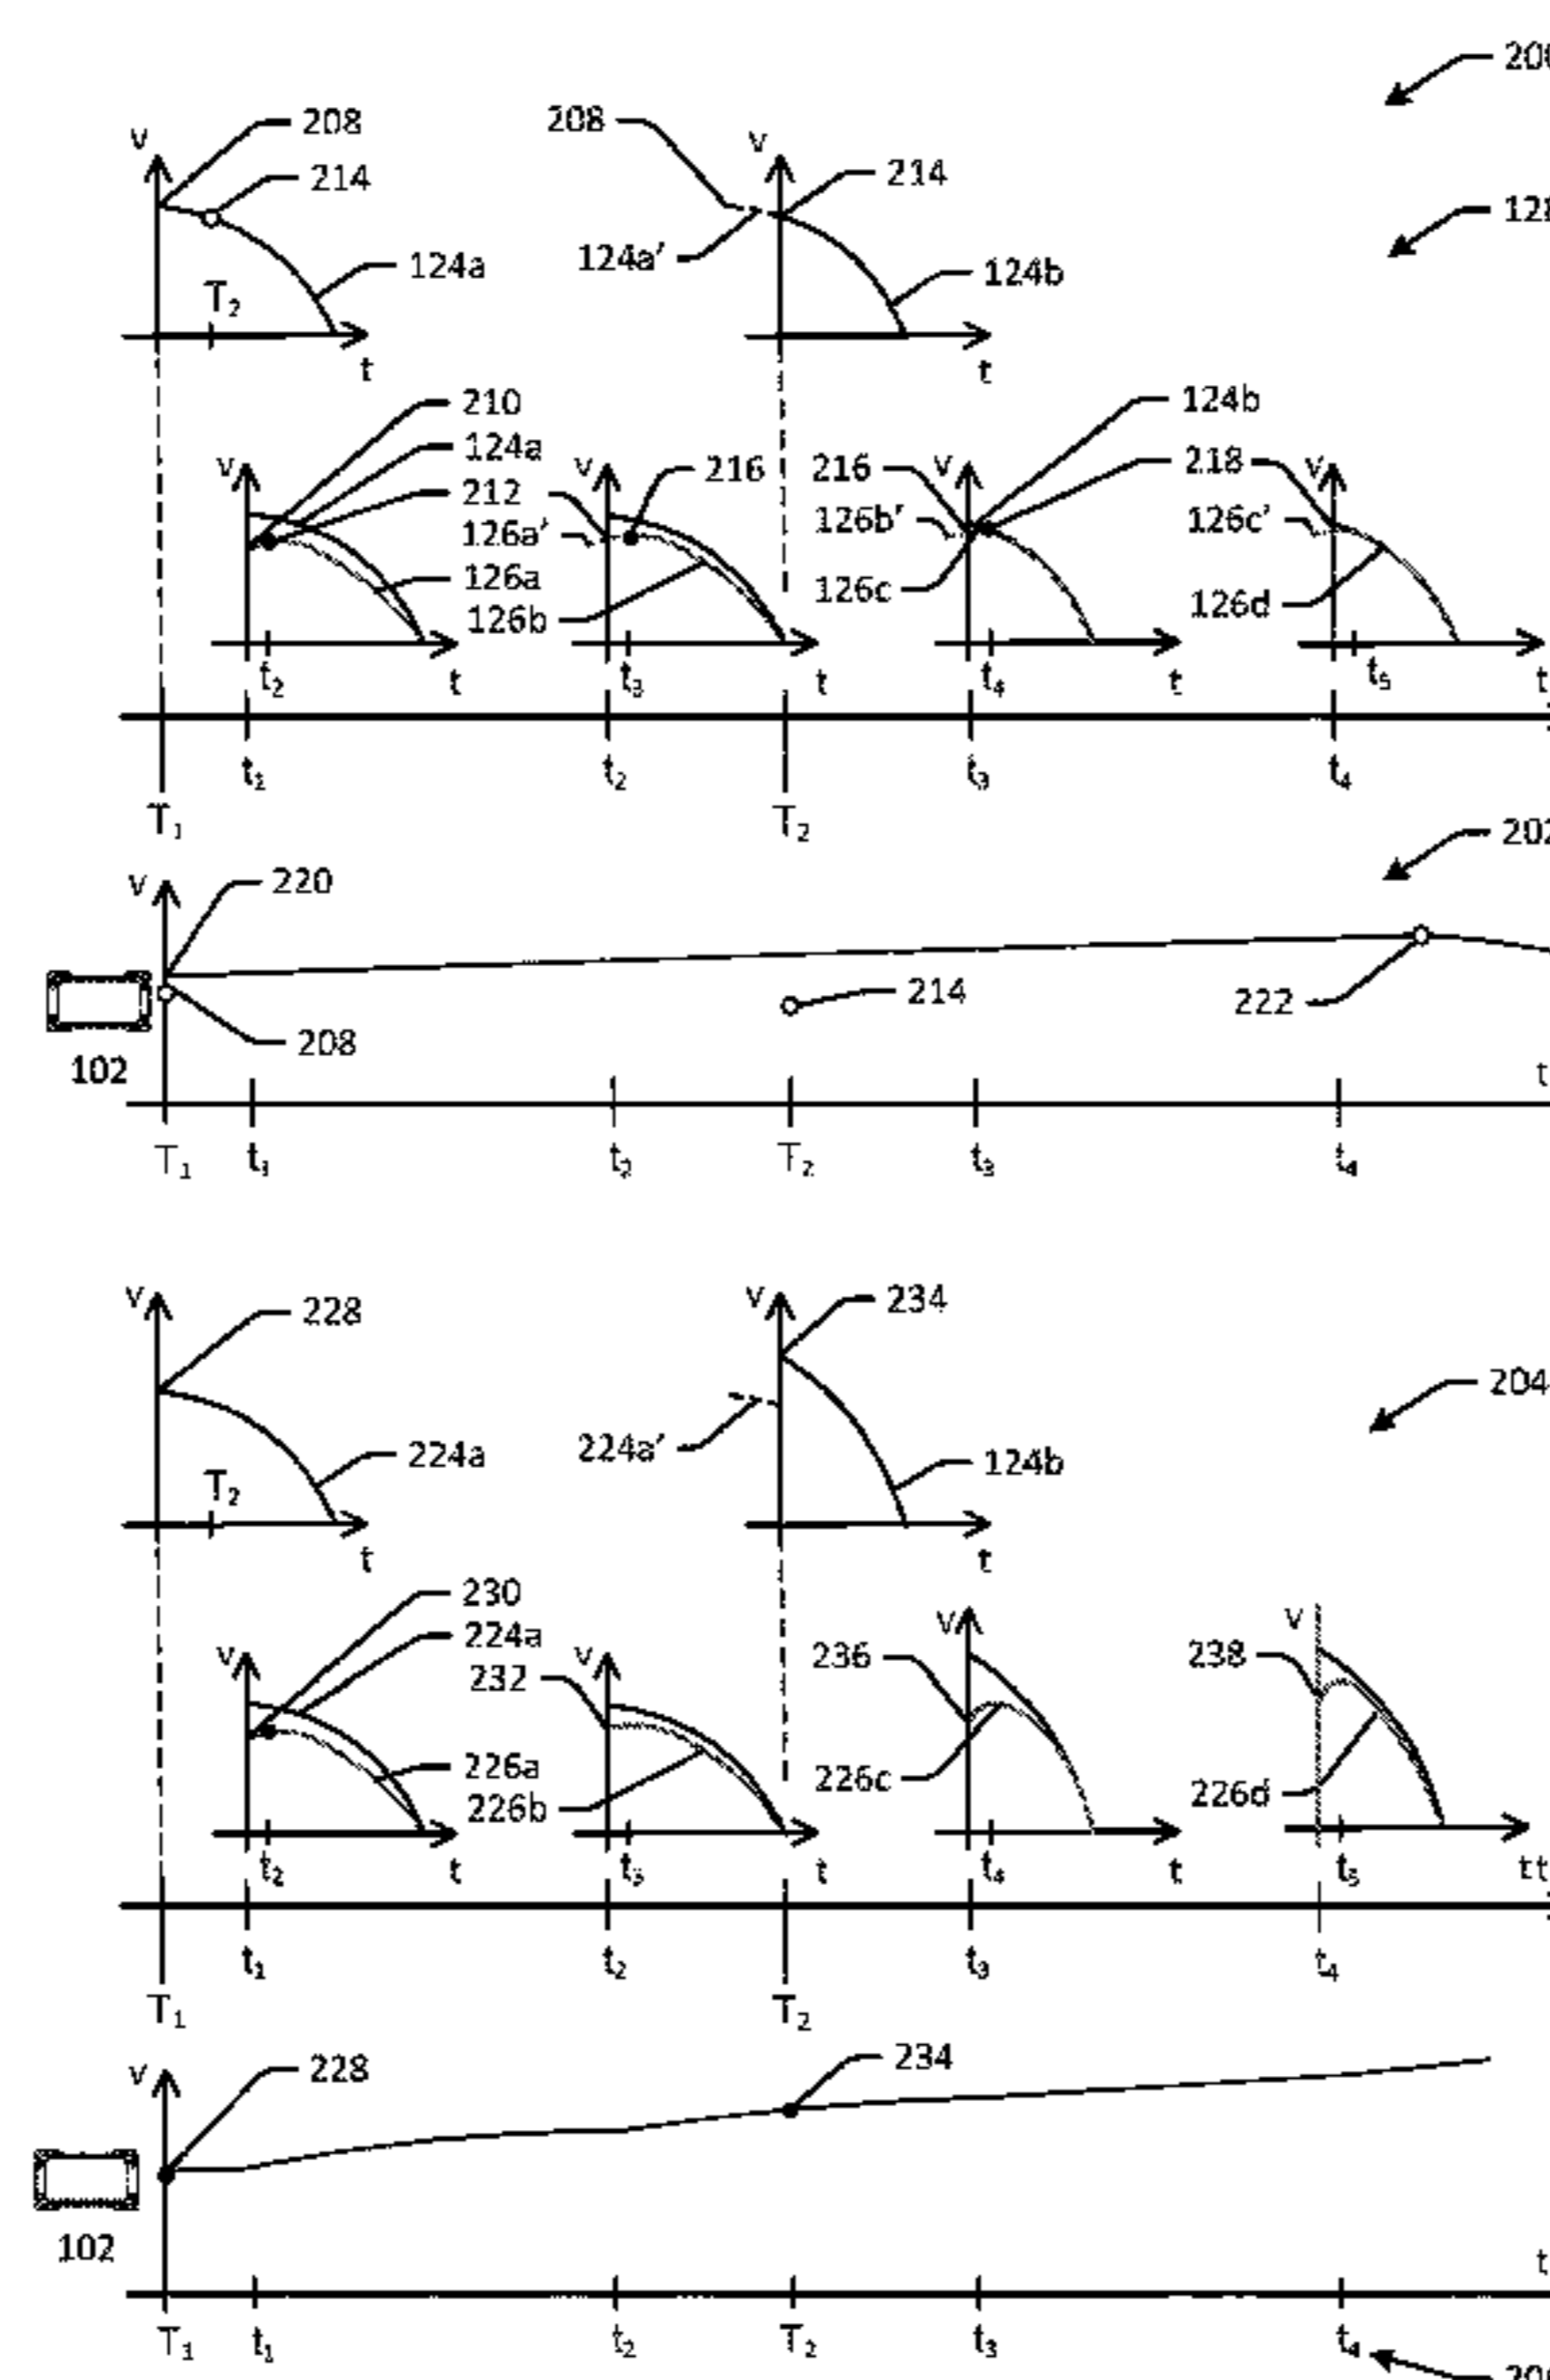 208
v
214
124a
T₂
t
208
v
214
124a'
124b
t
210
124a
v
212
126a'
126a
126b
t₂
t
v
216
t₃
t
124b
216
v
218
126b'
126c
t₄
t
v
126c'
126d
t₅
t
t₁
t₂
t₃
t₄
T₁
T₂
v
220
214
222
208
102
t
T₁
t₁
t₂
T₂
t₃
t₄
v
228
224a
T₂
t
v
234
204
224a'
124b
t
230
224a
v
232
226a
226b
t₂
t
v
t₃
t
v
236
226c
t₄
t
v
238
226d
t₅
tt
t₁
t₂
t₃
t₄
T₁
T₂
v
228
234
102
t
T₁
t₁
t₂
T₂
t₃
t₄